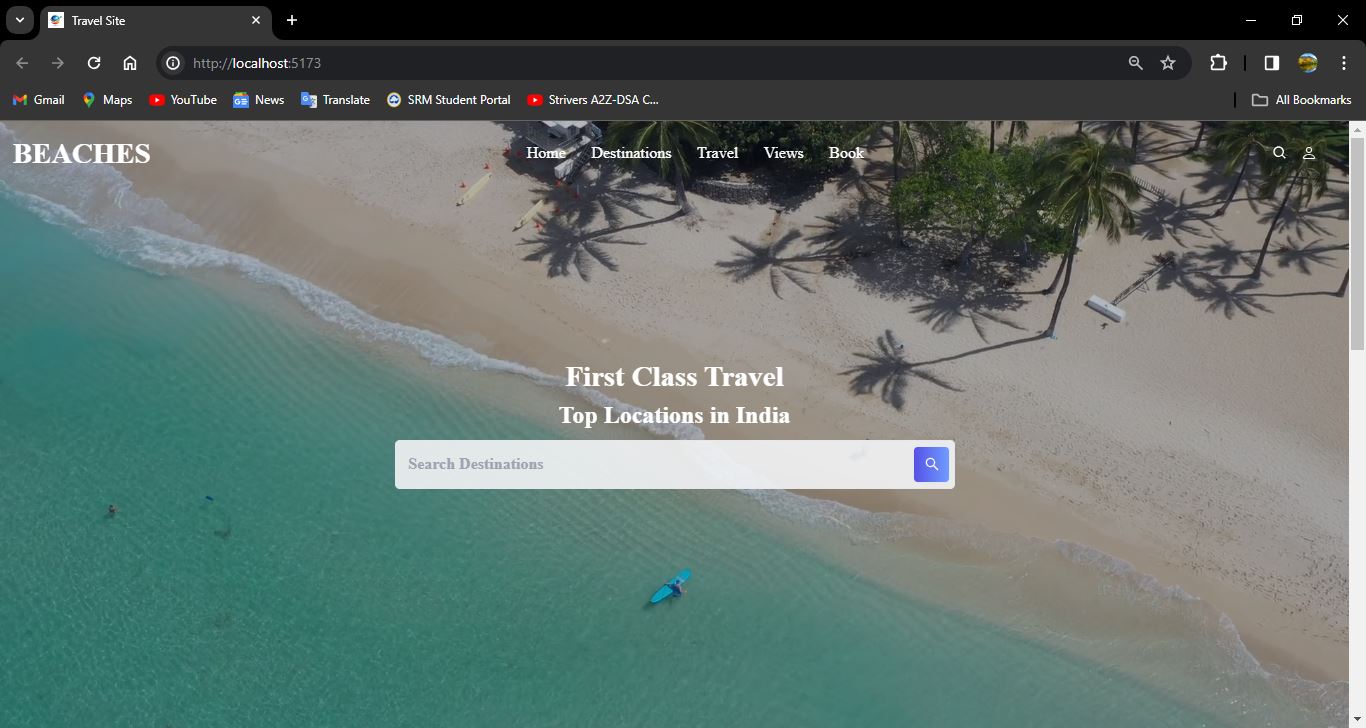 Travel Site
http://localhost:5173
Gmail Maps YouTube News Translate SRM Student Portal Strivers A2Z-DSA C... All Bookmarks
BEACHES Home Destinations Travel Views Book
First Class Travel
Top Locations in India
Search Destinations